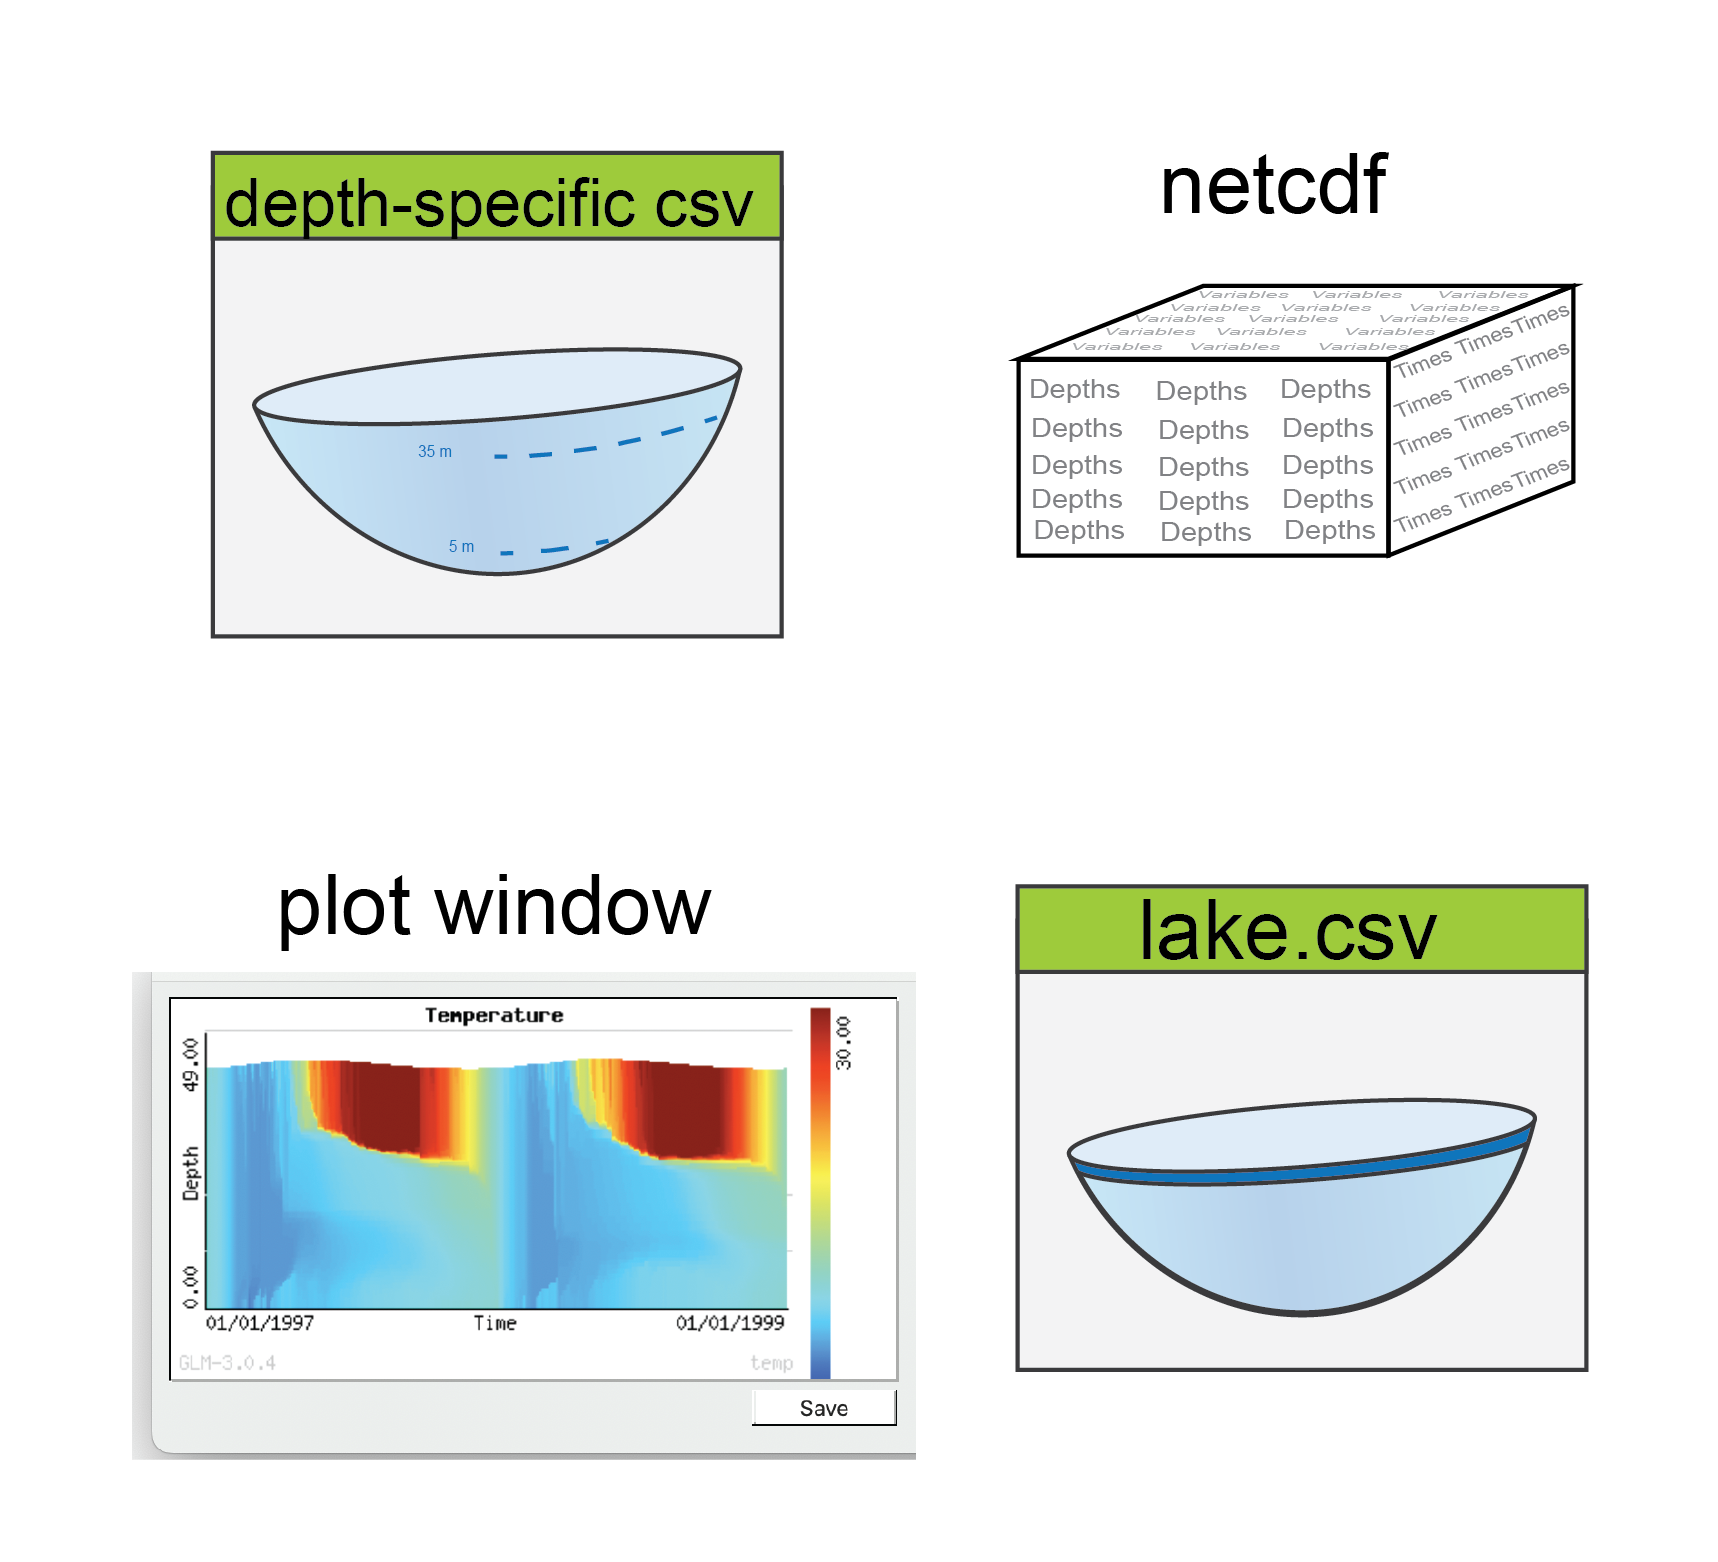 depth-specific csv
35 m
5 m
netcdf
Variables Variables Variables
Variables Variables Variables
Variables Variables Variables
Variables Variables Variables
Variables Variables Variables
Depths Depths Depths
Depths Depths Depths
Depths Depths Depths
Depths Depths Depths
Depths Depths Depths
Times Times Times
Times Times Times
Times Times Times
Times Times Times
Times Times Times
plot window
Temperature
49.00
Depth
0.00
30.00
01/01/1997 Time 01/01/1999
GLM-3.0.4 temp
Save
lake.csv